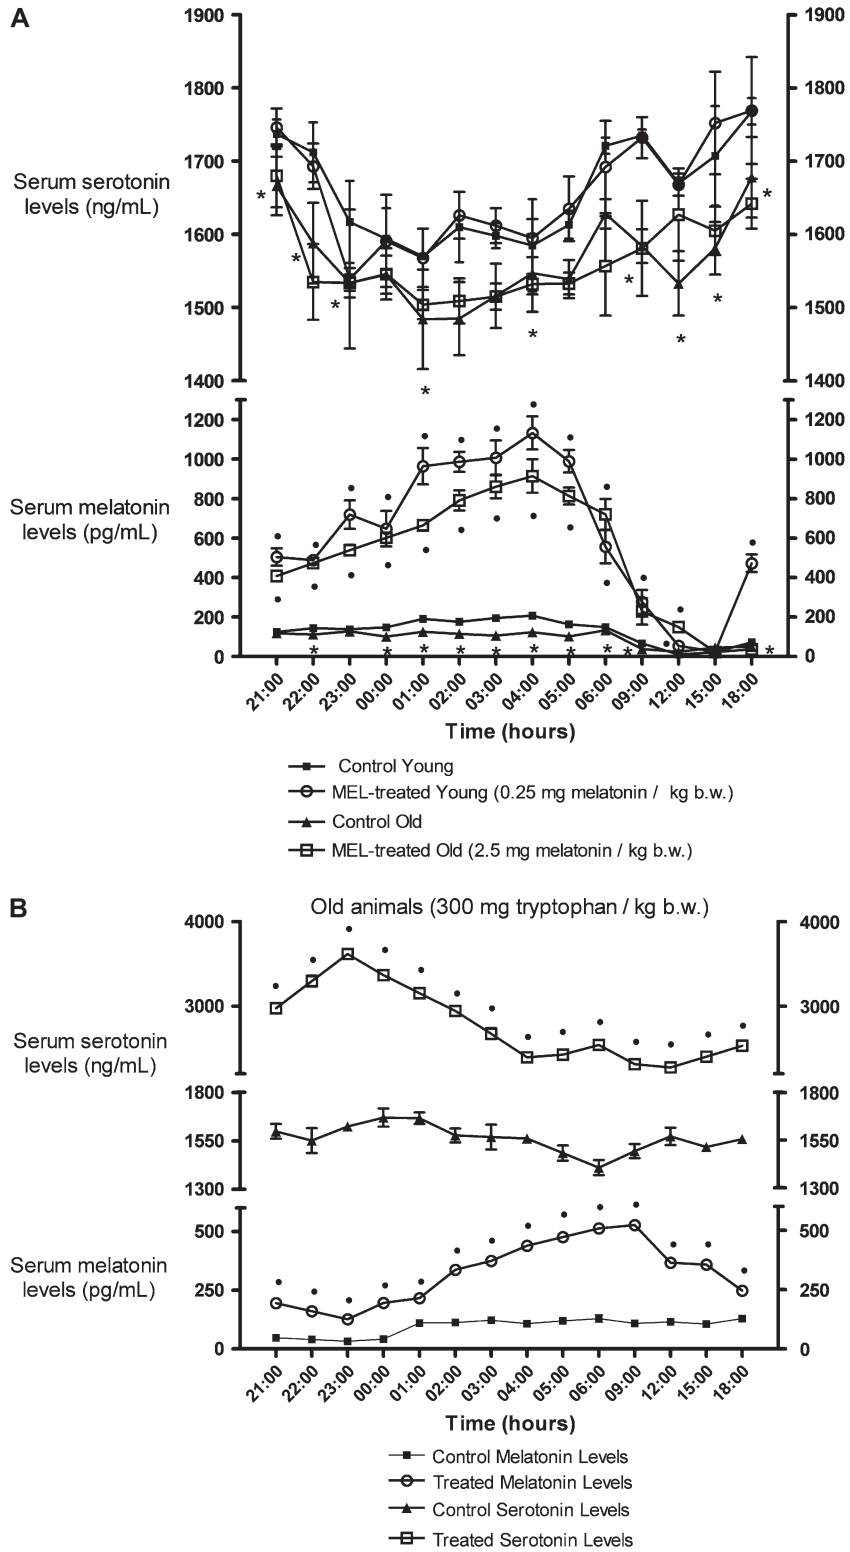 A
1900 1900
1800 1800
1700 1700
Serum serotonin
levels (ng/mL)
* *
1600 1600
*
*
*
1500 * 1500
*
*
1400 1400
*
1200 1200
1000 1000
Serum melatonin
levels (pg/mL)
800 800
600 600
400 400
200 200
* * * * * * * * * *
0 0
21:00 22:00 23:00 00:00 01:00 02:00 03:00 04:00 05:00 06:00 09:00 12:00 15:00 18:00
Time (hours)
Control Young
MEL-treated Young (0.25 mg melatonin / kg b.w.)
Control Old
MEL-treated Old (2.5 mg melatonin / kg b.w.)
B
Old animals (300 mg tryptophan / kg b.w.)
4000 4000
3000 3000
Serum serotonin
levels (ng/mL)
1800 1800
1550 1550
1300 1300
500 500
Serum melatonin
levels (pg/mL)
250 250
0 0
21:00 22:00 23:00 00:00 01:00 02:00 03:00 04:00 05:00 06:00 09:00 12:00 15:00 18:00
Time (hours)
Control Melatonin Levels
Treated Melatonin Levels
Control Serotonin Levels
Treated Serotonin Levels